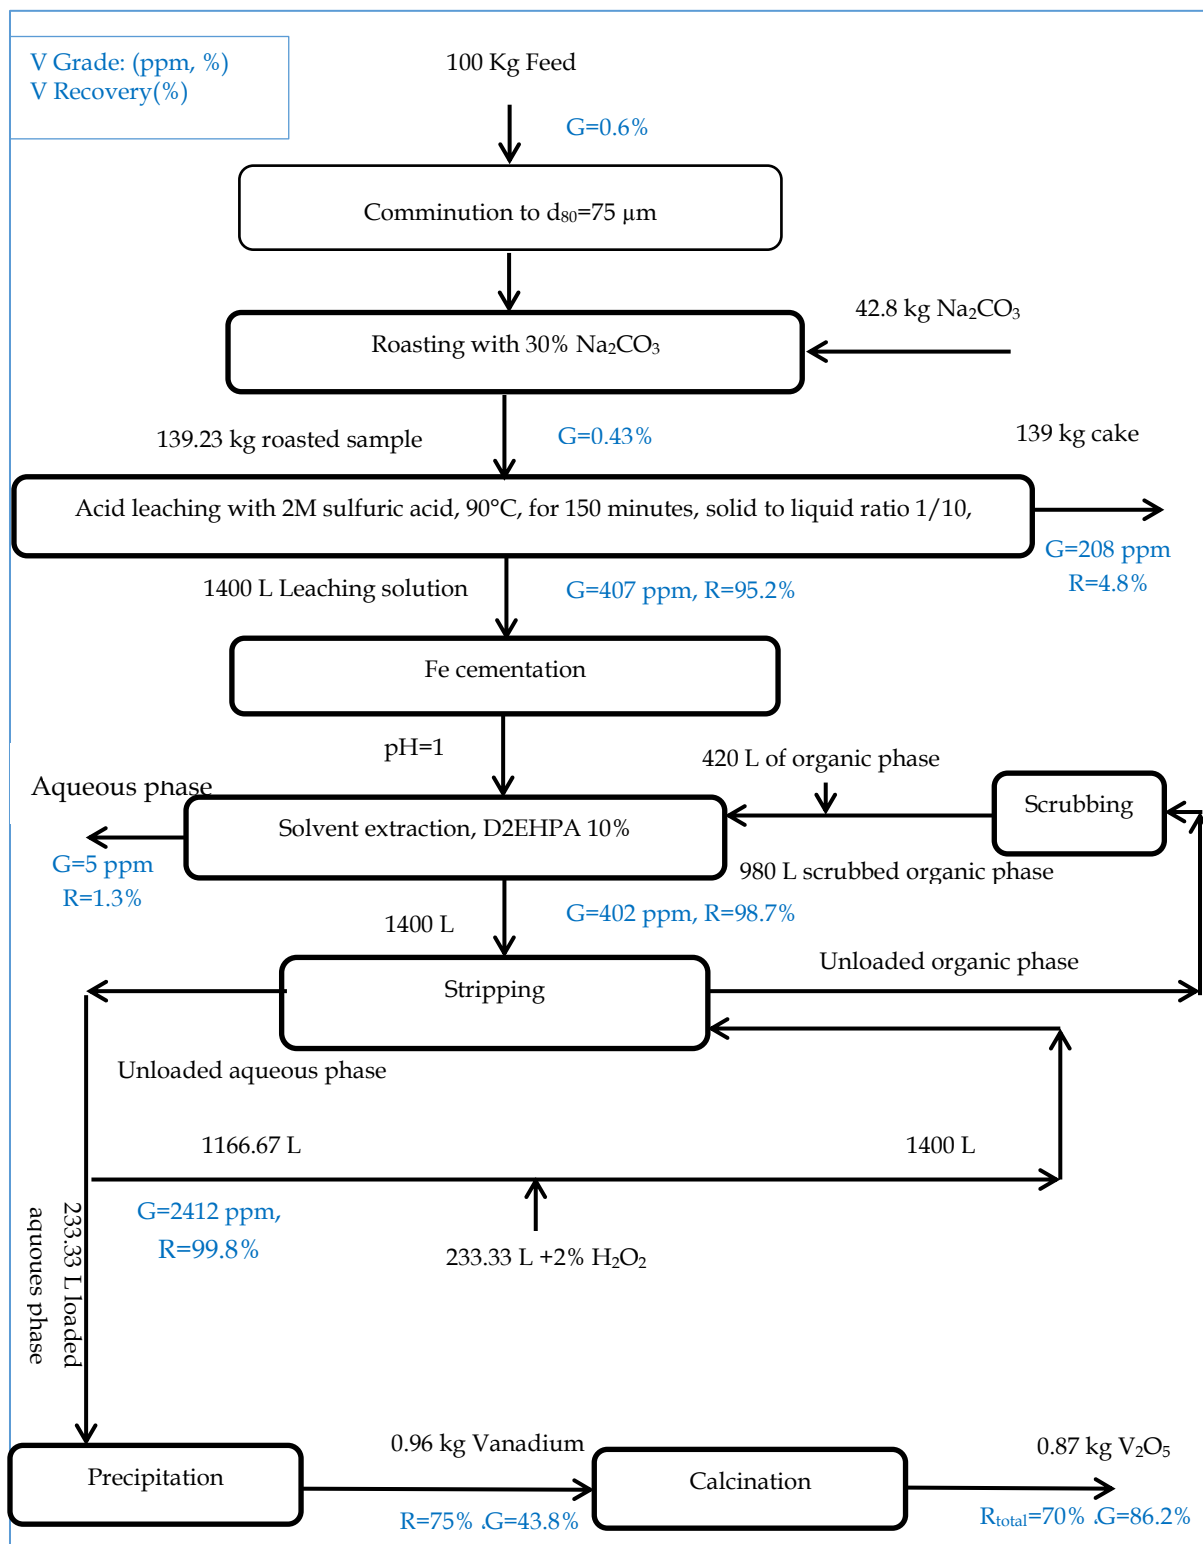 V Grade: (ppm, %)
V Recovery(%)
100 Kg Feed
G=0.6%
Comminution to d₈₀=75 µm
42.8 kg Na₂CO₃
Roasting with 30% Na₂CO₃
139.23 kg roasted sample
G=0.43%
139 kg cake
Acid leaching with 2M sulfuric acid, 90°C, for 150 minutes, solid to liquid ratio 1/10,
G=208 ppm
R=4.8%
1400 L Leaching solution
G=407 ppm, R=95.2%
Fe cementation
pH=1
420 L of organic phase
Aqueous phase
Scrubbing
Solvent extraction, D2EHPA 10%
G=5 ppm
R=1.3%
980 L scrubbed organic phase
1400 L
G=402 ppm, R=98.7%
Unloaded organic phase
Stripping
Unloaded aqueous phase
1166.67 L
1400 L
G=2412 ppm,
R=99.8%
233.33 L +2% H₂O₂
233.33 L loaded
aquoues phase
0.96 kg Vanadium
0.87 kg V₂O₅
Precipitation
Calcination
R=75% ،G=43.8%
Rtotal=70% ،G=86.2%